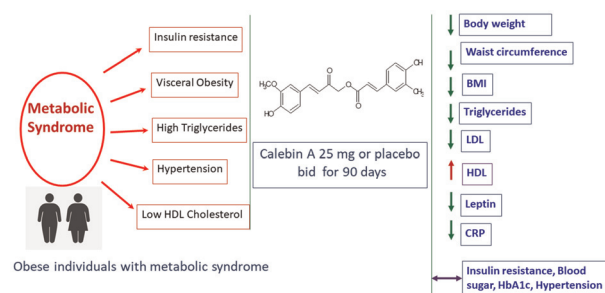 Insulin resistance
Visceral Obesity
Metabolic
Syndrome
High Triglycerides
Hypertension
Low HDL Cholesterol
Obese individuals with metabolic syndrome
O
OH
H₃CO
O
CH₃
HO
O
Calebin A 25 mg or placebo
bid for 90 days
Body weight
Waist circumference
BMI
Triglycerides
LDL
HDL
Leptin
CRP
Insulin resistance, Blood
sugar, HbA1c, Hypertension